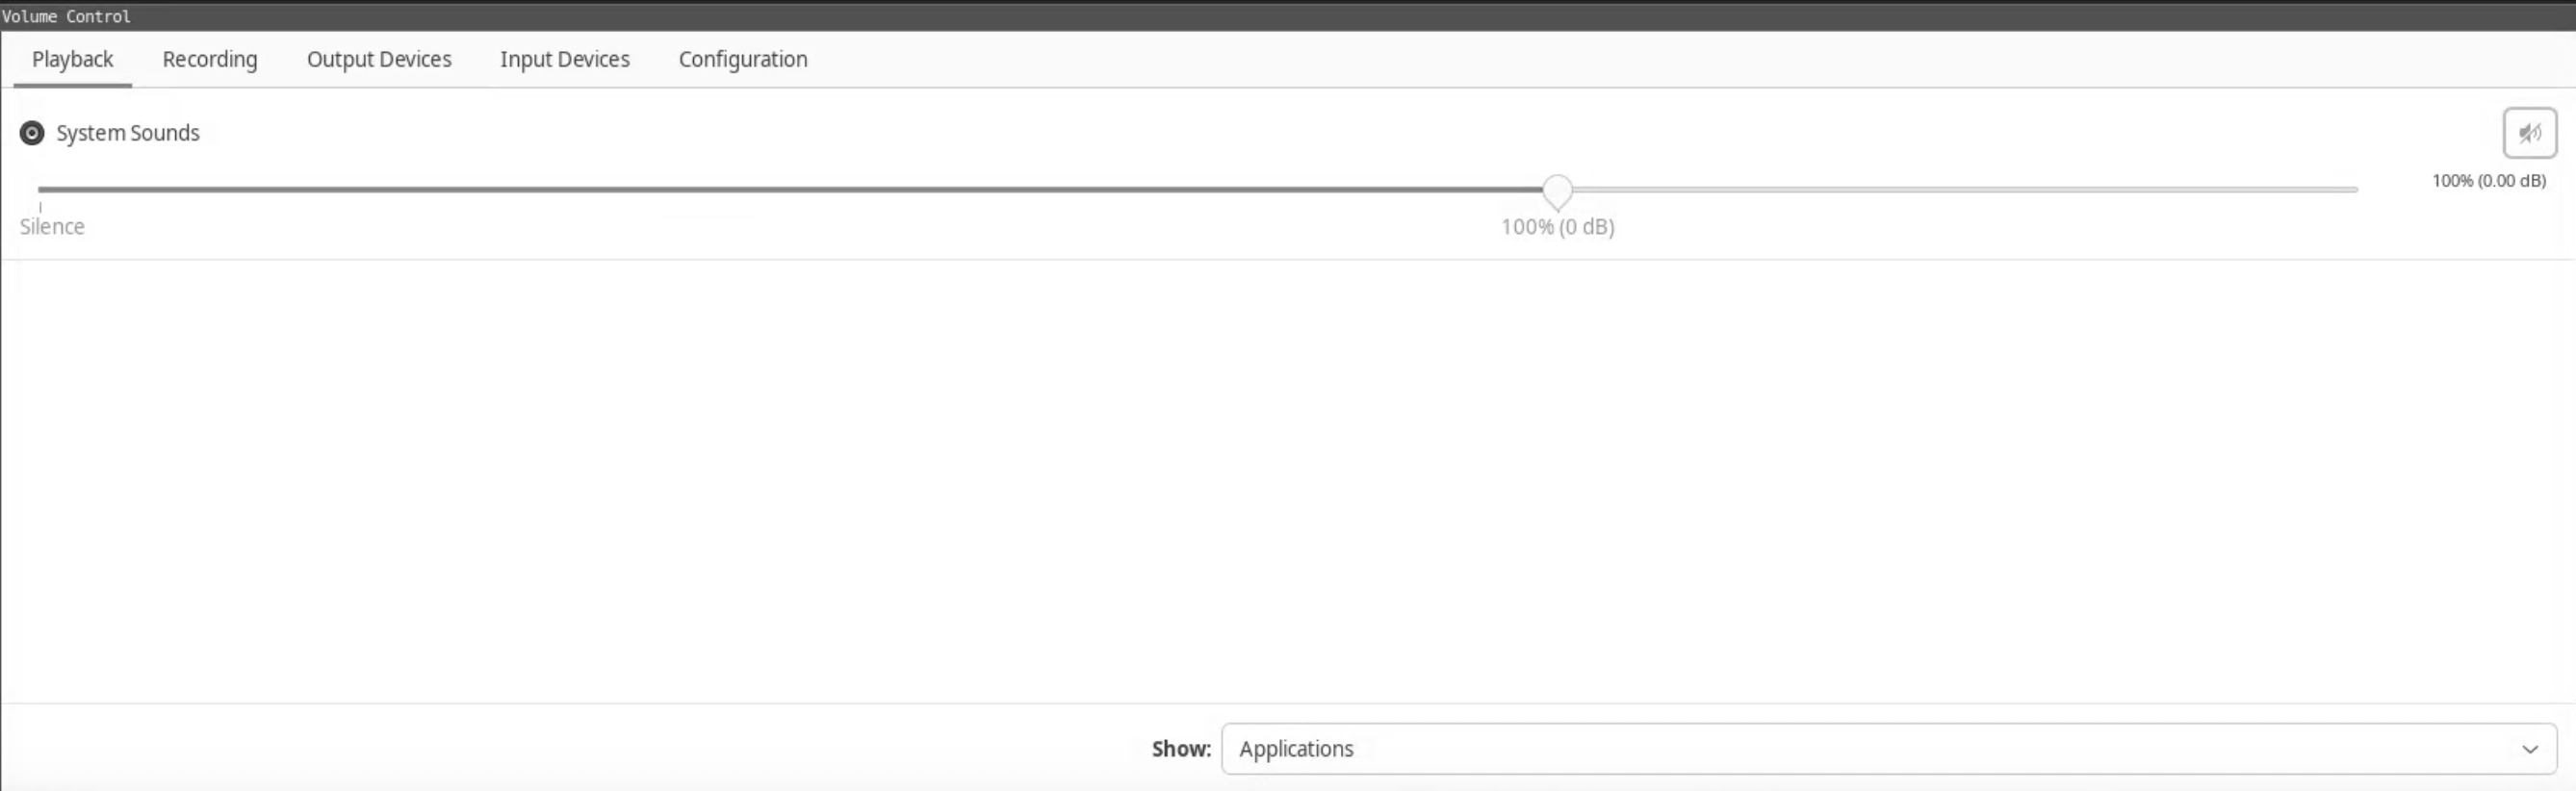 Volume Control
Playback Recording Output Devices Input Devices Configuration
System Sounds
100% (0.00 dB)
Silence 100% (0 dB)
Show: Applications